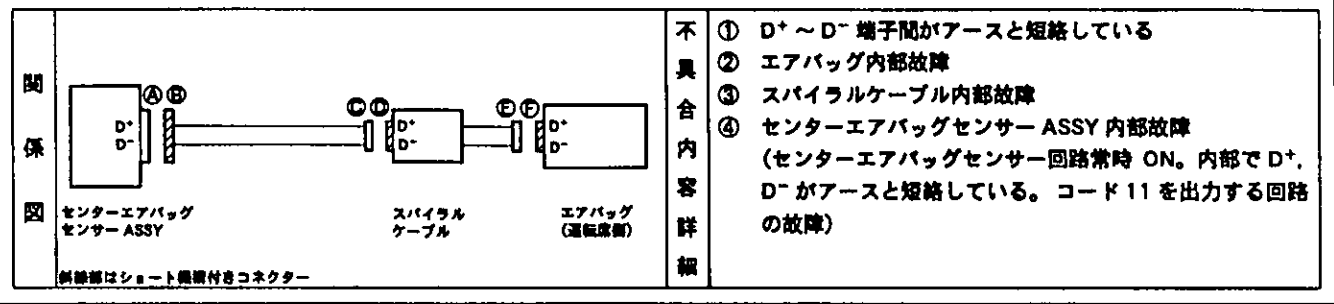 関係図
Ⓐ Ⓑ
Ⓒ Ⓓ
Ⓔ Ⓕ
D⁺
D⁻
D⁺
D⁻
D⁺
D⁻
センターエアバッグ
センサー ASSY
スパイラル
ケーブル
エアバッグ
(運転席側)
斜線部はショート機構付きコネクター
不具合内容詳細
① D⁺ ～ D⁻ 端子間がアースと短絡している
② エアバッグ内部故障
③ スパイラルケーブル内部故障
④ センターエアバッグセンサー ASSY 内部故障
(センターエアバッグセンサー回路常時 ON。内部で D⁺,
D⁻ がアースと短絡している。 コード 11 を出力する回路
の故障)